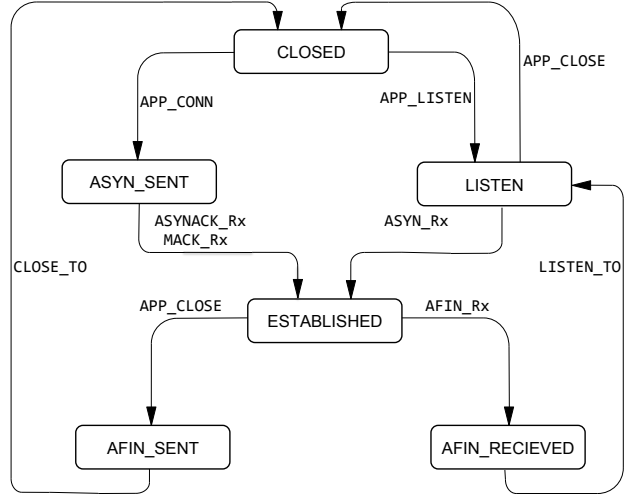 CLOSED
APP_CLOSE
APP_CONN
APP_LISTEN
ASYN_SENT
LISTEN
ASYNACK_Rx
MACK_Rx
ASYN_Rx
CLOSE_TO
LISTEN_TO
APP_CLOSE
ESTABLISHED
AFIN_Rx
AFIN_SENT
AFIN_RECIEVED